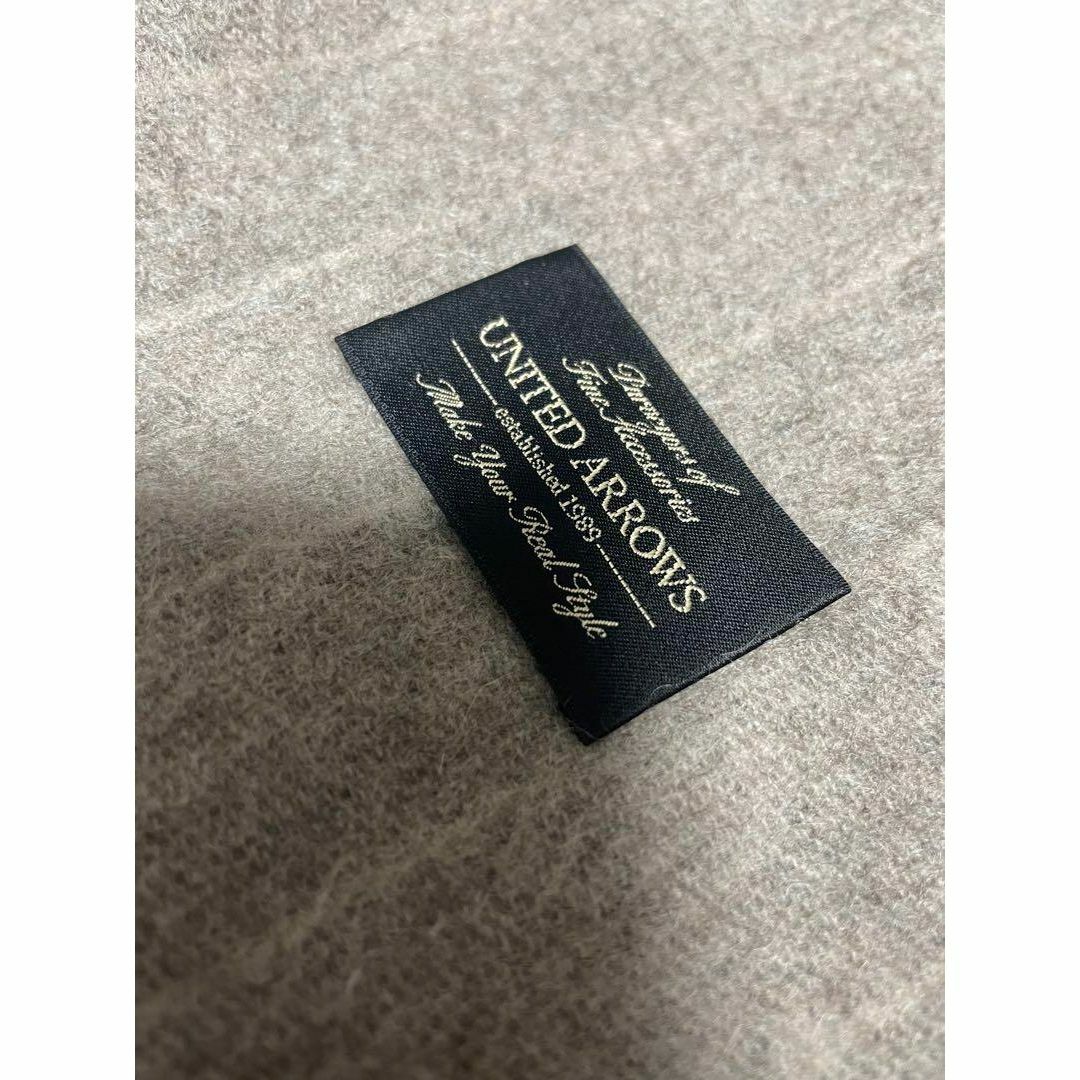 Purveyors of
Fine Accessories
UNITED ARROWS
established 1989
Make Your Real Style